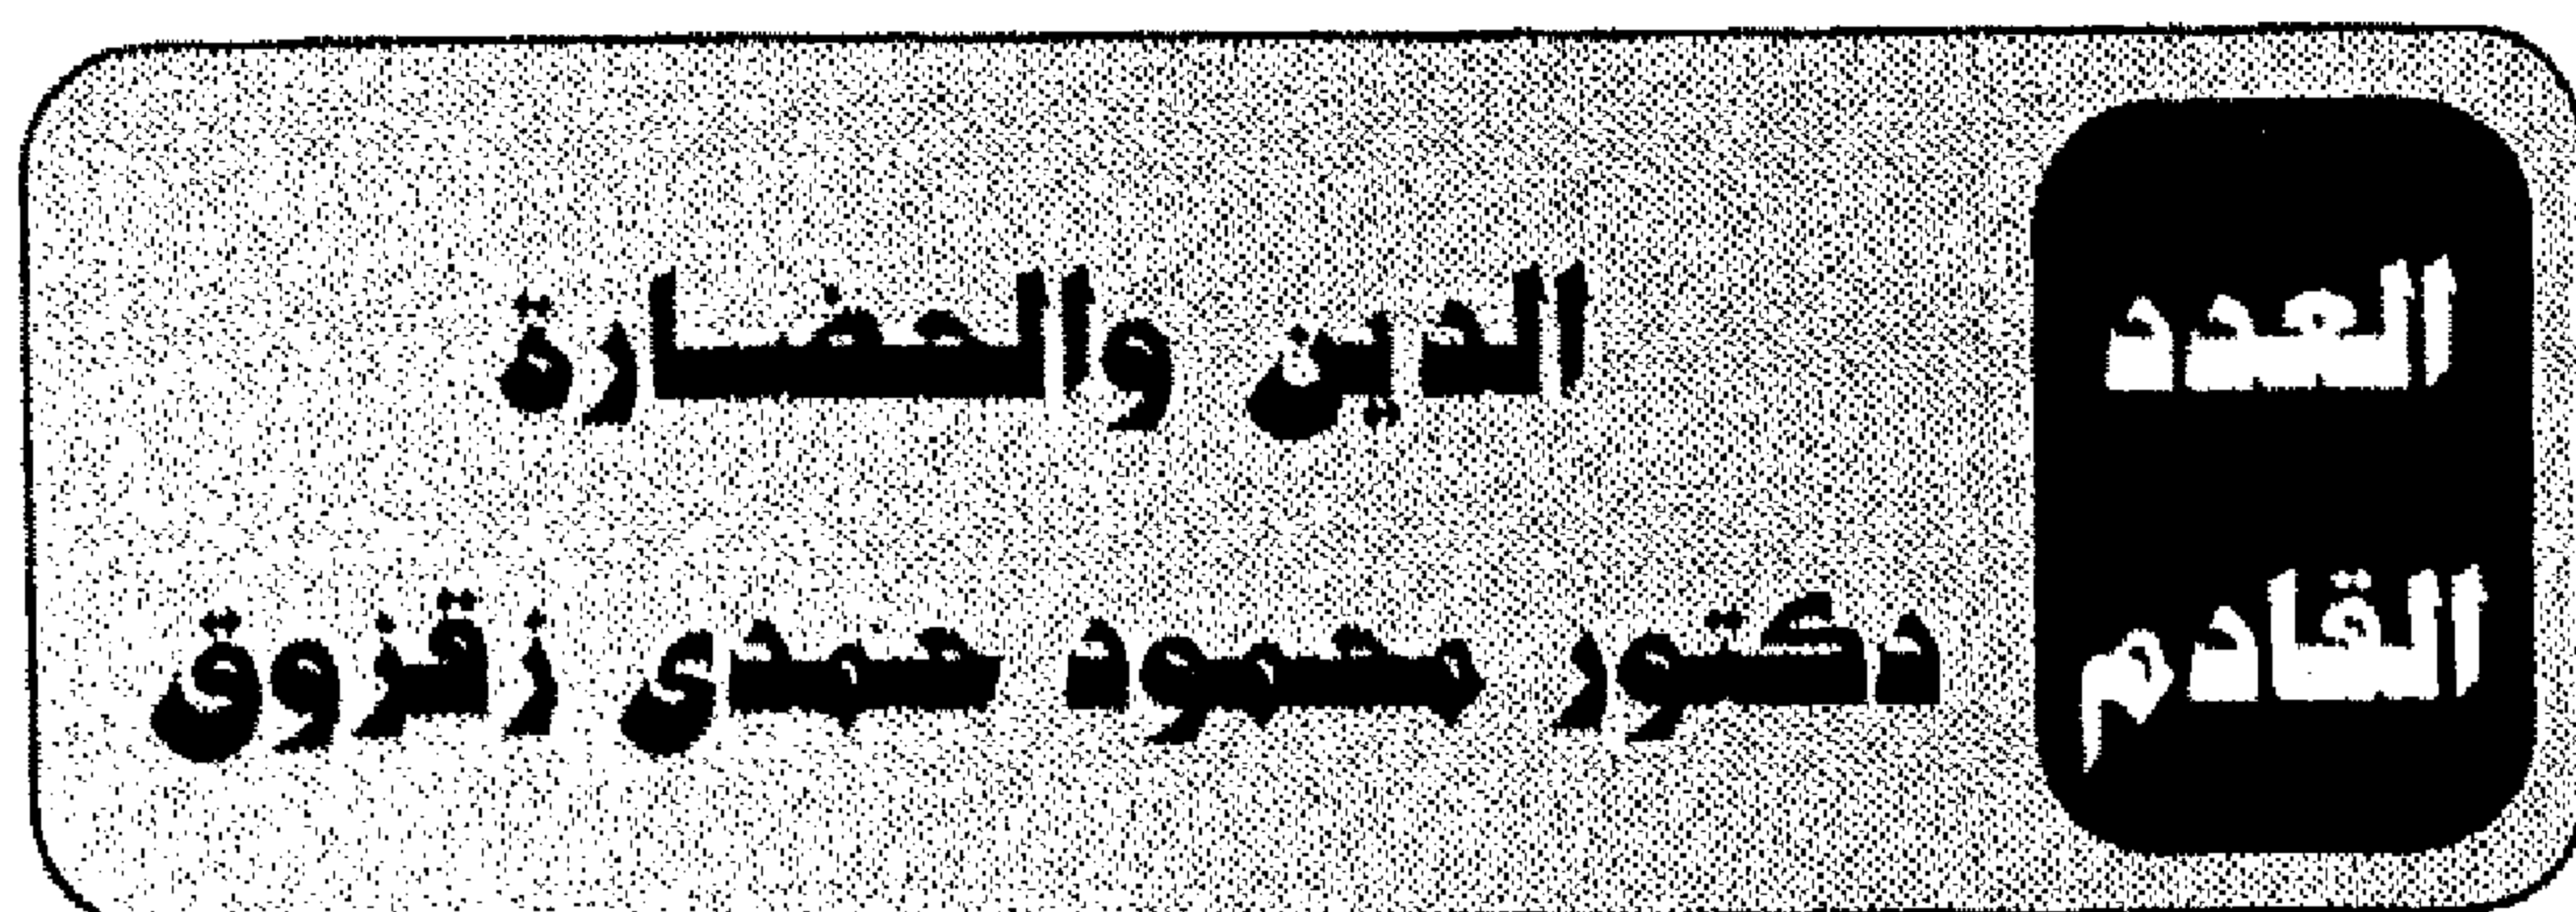 العدد
القادم
الدين والحضارة
دكتور محمود حمدى زقزوق